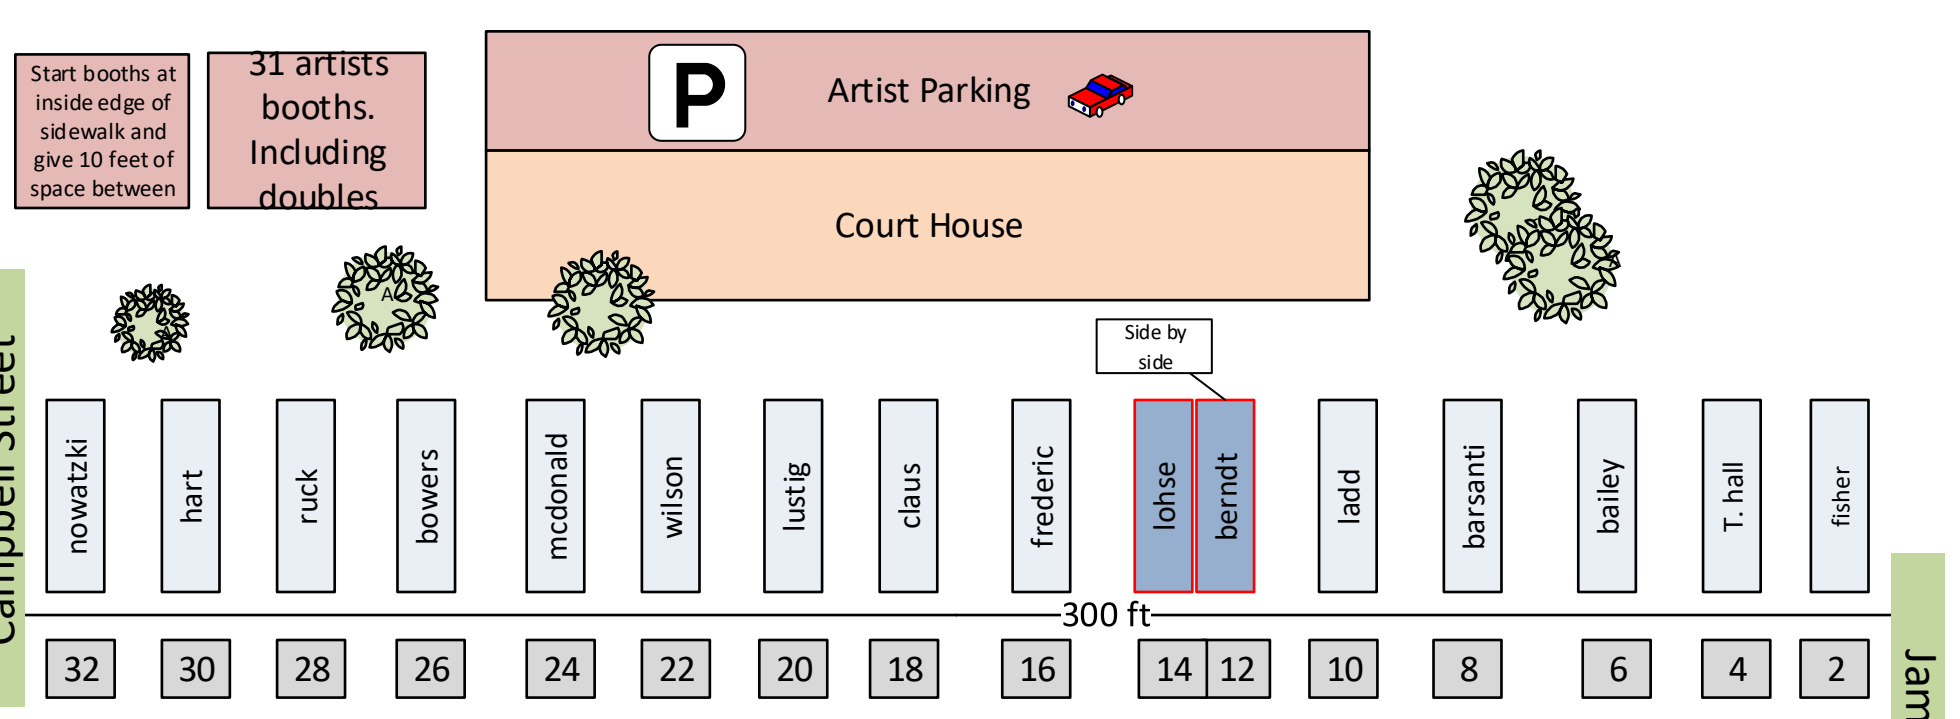 Start booths at
inside edge of
sidewalk and
give 10 feet of
space between
31 artists
booths.
Including
doubles
P
Artist Parking
Court House
A
Side by
side
Campbell Street
nowatzki
hart
ruck
bowers
mcdonald
wilson
lustig
claus
frederic
lohse
berndt
ladd
barsanti
bailey
T. hall
fisher
300 ft
32
30
28
26
24
22
20
18
16
14
12
10
8
6
4
2
Jam